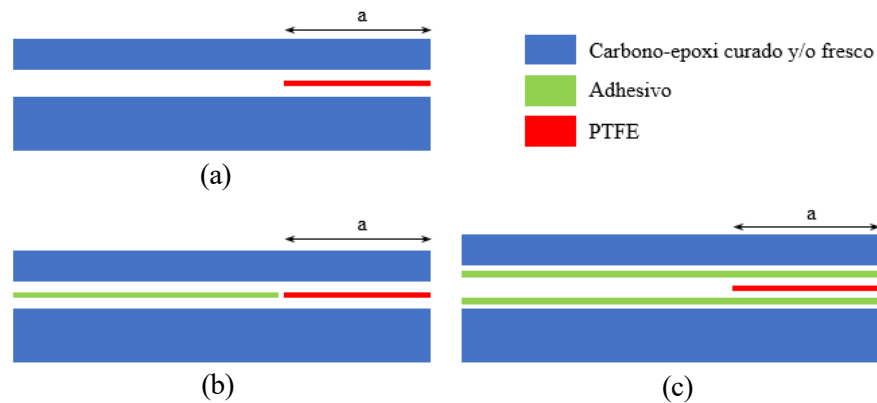 a
Carbono-epoxi curado y/o fresco
Adhesivo
PTFE
(a)
a
a
(b)
(c)